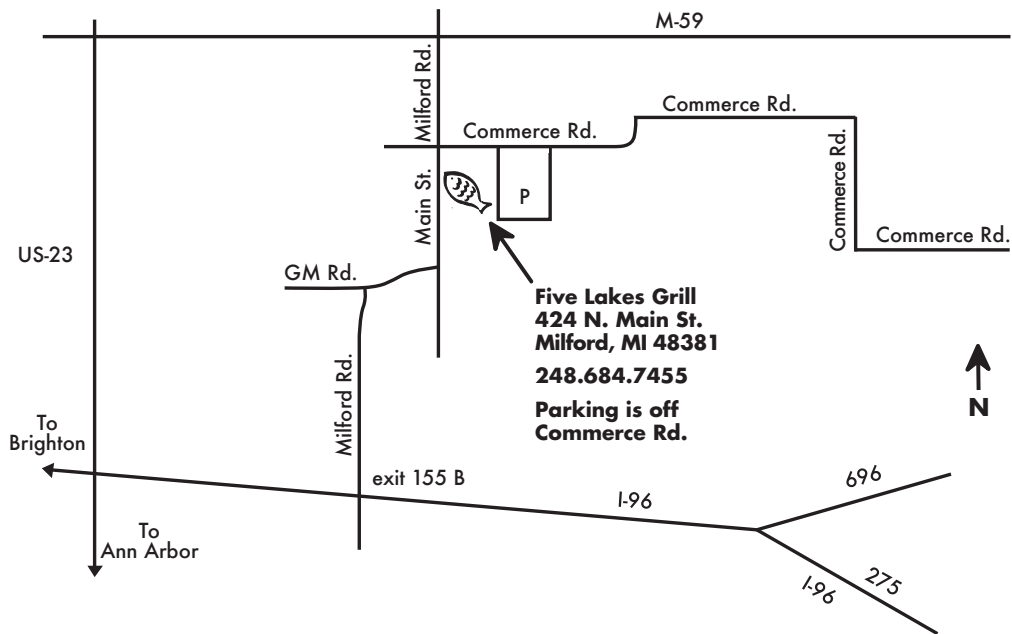 M-59
Milford Rd.
Commerce Rd.
Commerce Rd.
Commerce Rd.
Commerce Rd.
P
Main St.
US-23
GM Rd.
Five Lakes Grill
424 N. Main St.
Milford, MI 48381
248.684.7455
Parking is off
Commerce Rd.
N
Milford Rd.
To
Brighton
exit 155 B
I-96
696
To
Ann Arbor
I-96
275